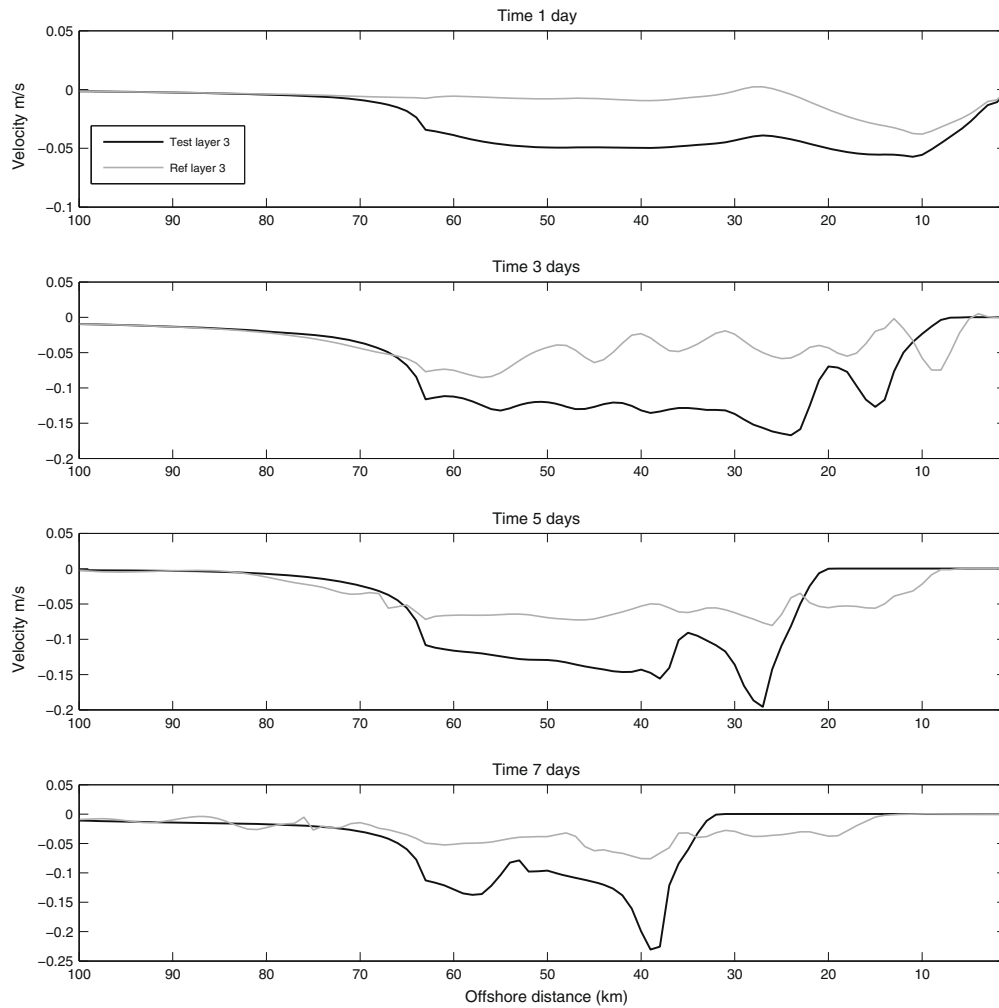 Time 1 day
Velocity m/s
0.05
0
−0.05
−0.1
Test layer 3
Ref layer 3
100 90 80 70 60 50 40 30 20 10
Time 3 days
0.05
0
−0.05
−0.1
−0.15
−0.2
100 90 80 70 60 50 40 30 20 10
Time 5 days
Velocity m/s
0.05
0
−0.05
−0.1
−0.15
−0.2
100 90 80 70 60 50 40 30 20 10
Time 7 days
0.05
0
−0.05
−0.1
−0.15
−0.2
−0.25
100 90 80 70 60 50 40 30 20 10
Offshore distance (km)